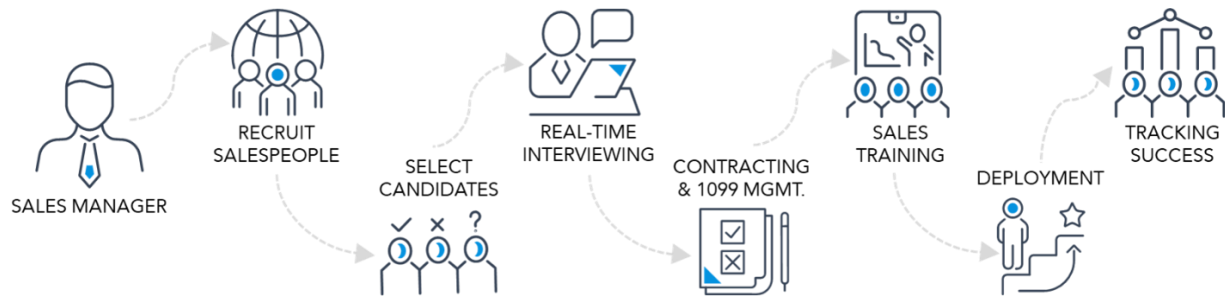 SALES MANAGER
RECRUIT
SALESPEOPLE
SELECT
CANDIDATES
✓ × ?
REAL-TIME
INTERVIEWING
CONTRACTING
& 1099 MGMT.
SALES
TRAINING
DEPLOYMENT
TRACKING
SUCCESS